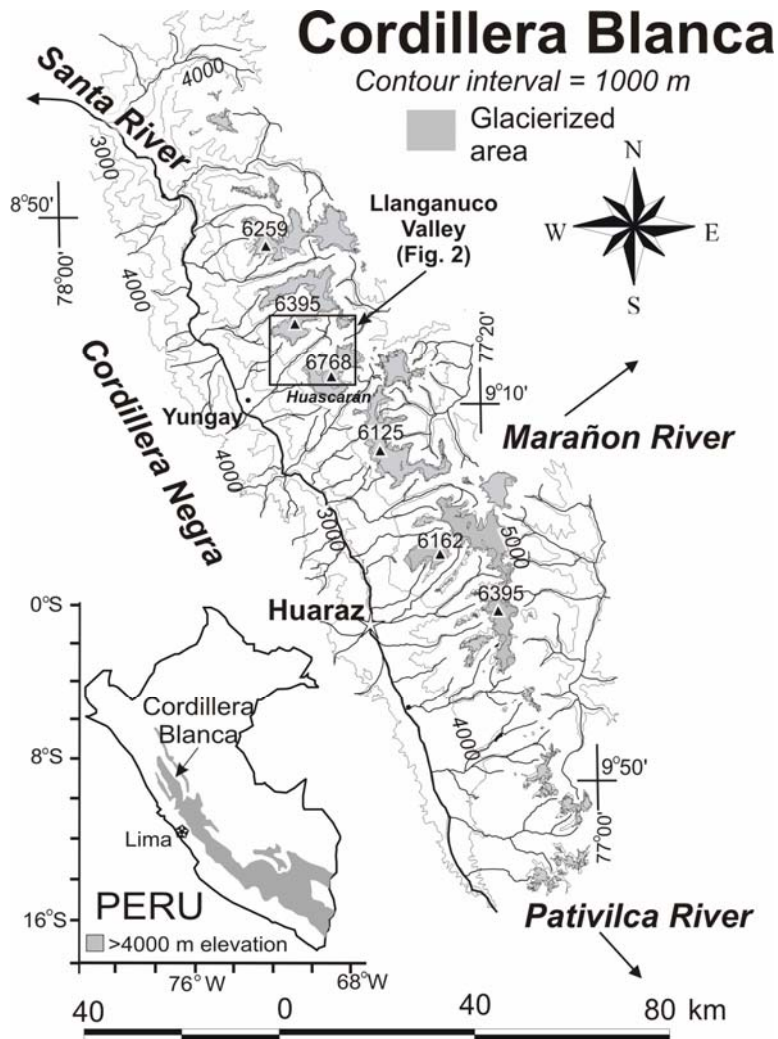 Cordillera Blanca
Contour interval = 1000 m
Glacierized
area
Santa River
4000
3000
8°50'
78°00'
6259
Llanganuco
Valley
(Fig. 2)
N
W
E
S
4000
6395
6768
Huascarán
77°20'
9°10'
Marañon River
Cordillera Negra
Yungay
6125
4000
3000
6162
5000
6395
Huaraz
4000
9°50'
77°00'
Pativilca River
0°S
Cordillera
Blanca
8°S
Lima
PERU
16°S
>4000 m elevation
76°W
68°W
40
0
40
80 km